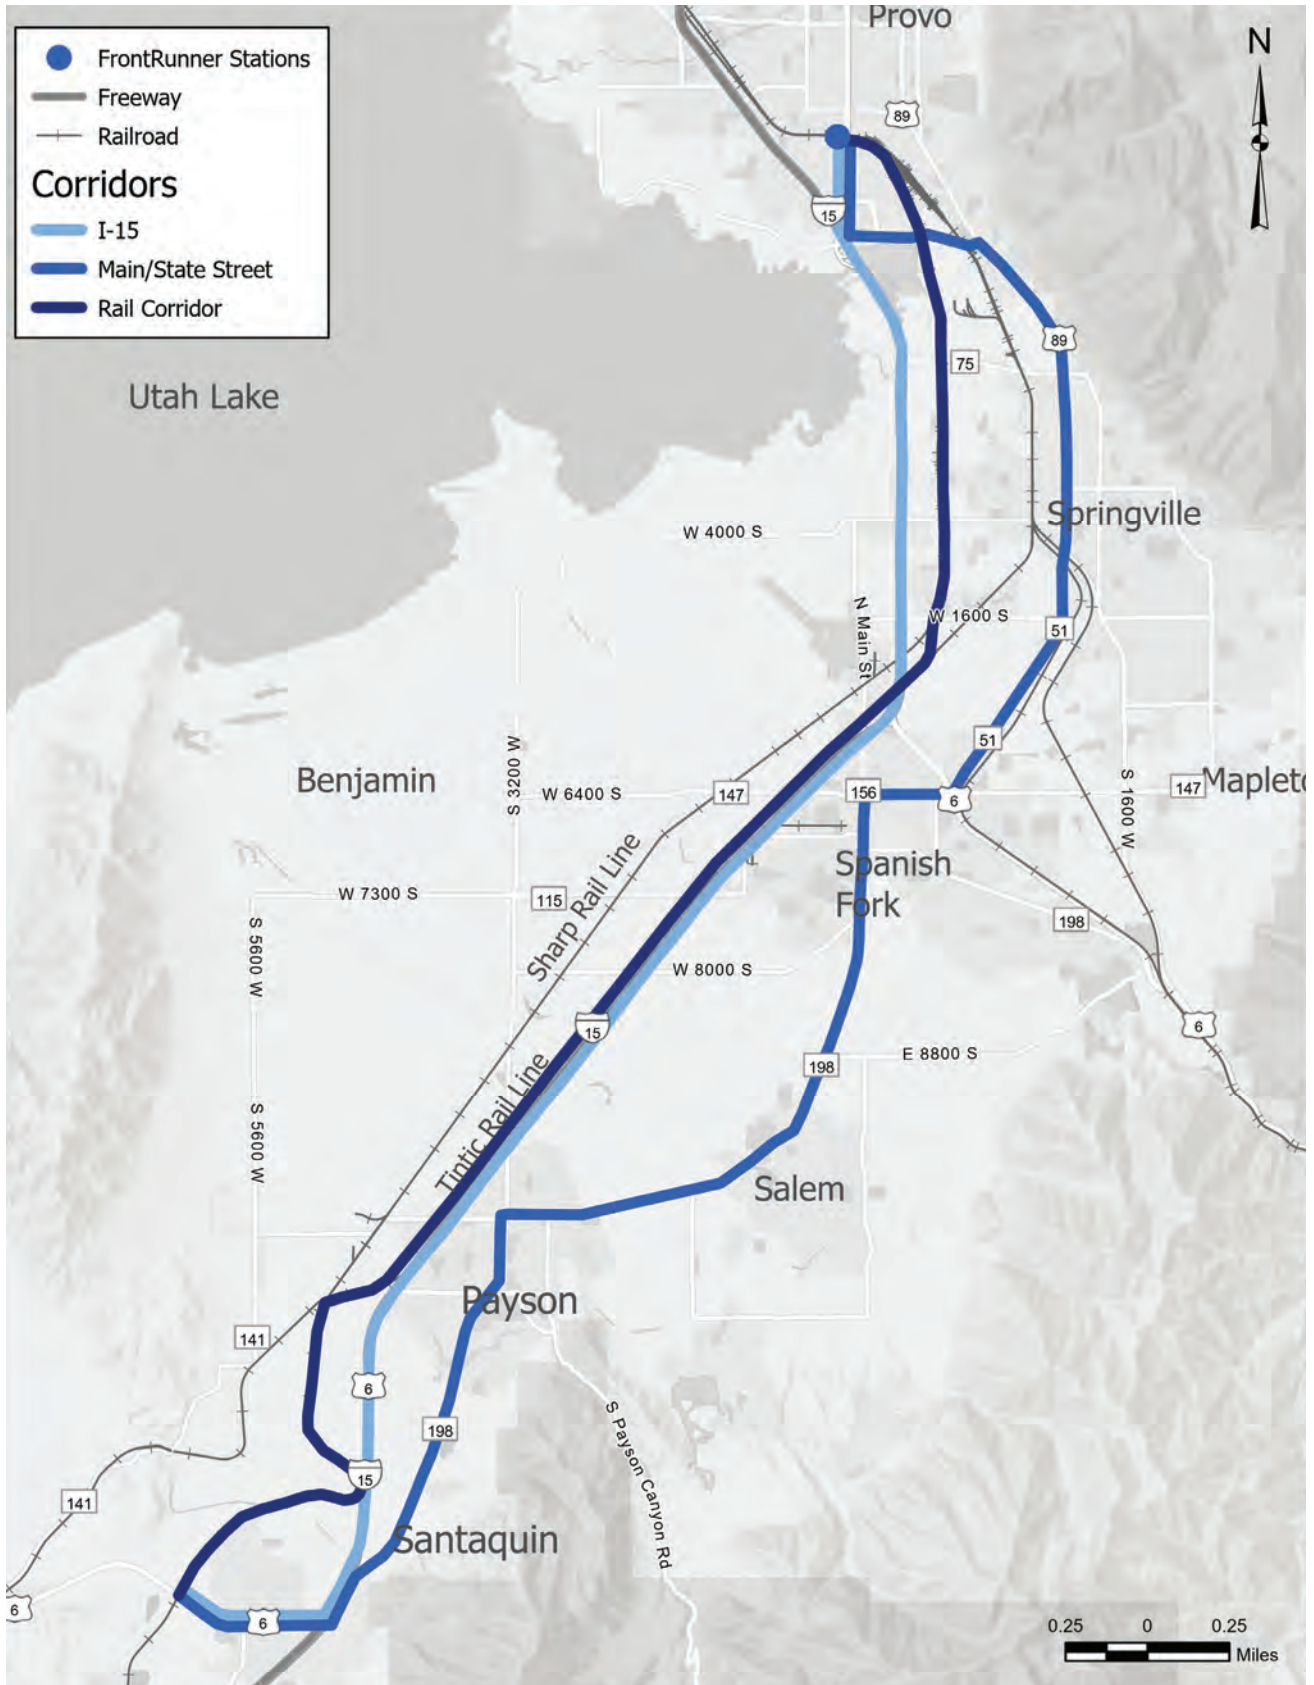 Provo
N
FrontRunner Stations
Freeway
Railroad
Corridors
I-15
Main/State Street
Rail Corridor
89
15
89
75
Utah Lake
Springville
W 4000 S
N Main St
W 1600 S
51
51
S 3200 W
Benjamin
W 6400 S
147
156
6
S 1600 W
147
Mapleto
Spanish
Fork
Sharp Rail Line
W 7300 S
115
198
S 5600 W
W 8000 S
15
6
Tintic Rail Line
E 8800 S
198
S 5600 W
Salem
Payson
141
6
S Payson Canyon Rd
198
15
141
Santaquin
6
6
0.25 0 0.25
Miles